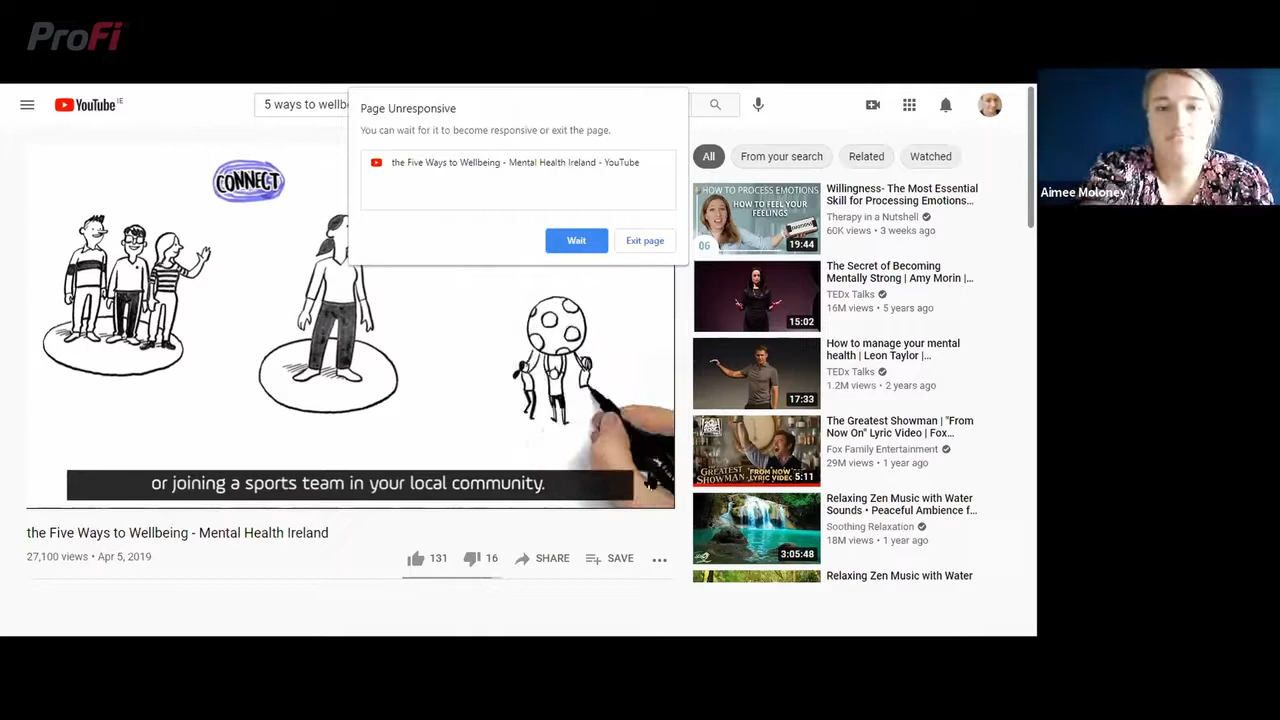 ProFi
YouTube IE
5 ways to wellbe
Page Unresponsive
You can wait for it to become responsive or exit the page.
the Five Ways to Wellbeing - Mental Health Ireland - YouTube
Wait
Exit page
CONNECT
or joining a sports team in your local community.
the Five Ways to Wellbeing - Mental Health Ireland
27,100 views • Apr 5, 2019
131
16
SHARE
SAVE
All
From your search
Related
Watched
HOW TO PROCESS EMOTIONS
HOW TO FEEL YOUR
FEELINGS
06
19:44
Willingness- The Most Essential
Skill for Processing Emotions...
Therapy in a Nutshell
60K views • 3 weeks ago
15:02
The Secret of Becoming
Mentally Strong | Amy Morin |...
TEDx Talks
16M views • 5 years ago
17:33
How to manage your mental
health | Leon Taylor |...
TEDx Talks
1.2M views • 2 years ago
GREATEST
SHOWMAN
FROM
NOW ON
LYRIC VIDEO
5:11
The Greatest Showman | "From
Now On" Lyric Video | Fox...
Fox Family Entertainment
29M views • 1 year ago
3:05:48
Relaxing Zen Music with Water
Sounds • Peaceful Ambience f...
Soothing Relaxation
18M views • 1 year ago
Relaxing Zen Music with Water
Aimee Moloney